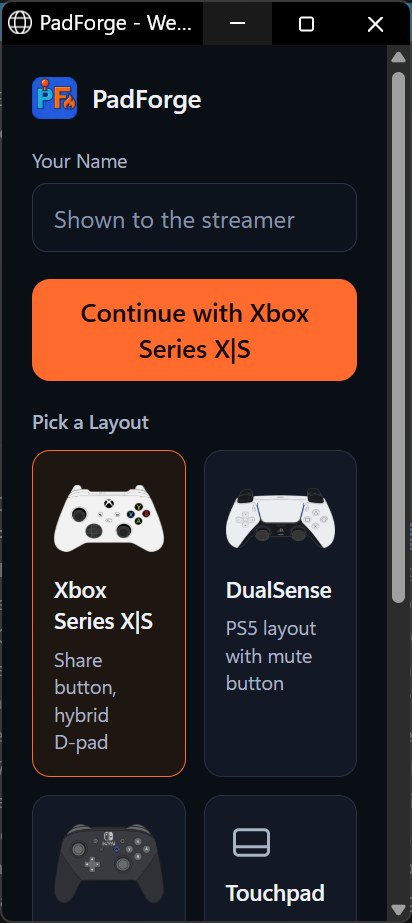 PadForge - We...
PF
PadForge
Your Name
Shown to the streamer
Continue with Xbox
Series X|S
Pick a Layout
Xbox
Series X|S
Share
button,
hybrid
D-pad
DualSense
PS5 layout
with mute
button
Touchpad